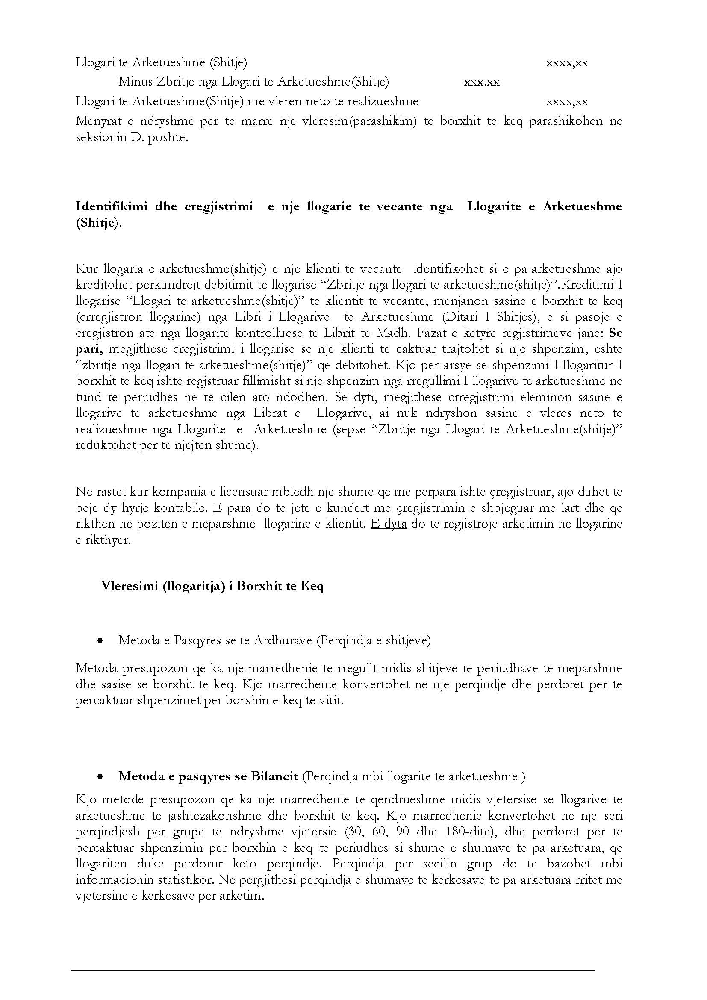 Llogari te Arketueshme (Shitje) xxxx,xx
Minus Zbritje nga Llogari te Arketueshme(Shitje) xxx.xx
Llogari te Arketueshme(Shitje) me vleren neto te realizueshme xxxx,xx
Menyrat e ndryshme per te marre nje vleresim(parashikim) te borxhit te keq parashikohen ne
seksionin D. poshte.
Identifikimi dhe cregjistrimi e nje llogarie te vecante nga Llogarite e Arketueshme
(Shitje).
Kur llogaria e arketueshme(shitje) e nje klienti te vecante identifikohet si e pa-arketueshme ajo
kreditohet perkundrejt debitimit te llogarise “Zbritje nga llogari te arketueshme(shitje)”.Kreditimi I
llogarise “Llogari te arketueshme(shitje)” te klientit te vecante, menjanon sasine e borxhit te keq
(crregjistron llogarine) nga Libri i Llogarive te Arketueshme (Ditari I Shitjes), e si pasoje e
cregjistron ate nga llogarite kontrolluese te Librit te Madh. Fazat e ketyre regjistrimeve jane: Se
pari, megjithese cregjistrimi i llogarise se nje klienti te caktuar trajtohet si nje shpenzim, eshte
“zbritje nga llogari te arketueshme(shitje)” qe debitohet. Kjo per arsye se shpenzimi I llogaritur I
borxhit te keq ishte regjstruar fillimisht si nje shpenzim nga rregullimi I llogarive te arketueshme ne
fund te periudhes ne te cilen ato ndodhen. Se dyti, megjithese crregjistrimi eleminon sasine e
llogarive te arketueshme nga Librat e Llogarive, ai nuk ndryshon sasine e vleres neto te
realizueshme nga Llogarite e Arketueshme (sepse “Zbritje nga Llogari te Arketueshme(shitje)”
reduktohet per te njejten shume).
Ne rastet kur kompania e licensuar mbledh nje shume qe me perpara ishte çregjistruar, ajo duhet te
beje dy hyrje kontabile. E para do te jete e kundert me çregjistrimin e shpjeguar me lart dhe qe
rikthen ne poziten e meparshme llogarine e klientit. E dyta do te regjistroje arketimin ne llogarine
e rikthyer.
Vleresimi (llogaritja) i Borxhit te Keq
• Metoda e Pasqyres se te Ardhurave (Perqindja e shitjeve)
Metoda presupozon qe ka nje marredhenie te rregullt midis shitjeve te periudhave te meparshme
dhe sasise se borxhit te keq. Kjo marredhenie konvertohet ne nje perqindje dhe perdoret per te
percaktuar shpenzimet per borxhin e keq te vitit.
• Metoda e pasqyres se Bilancit (Perqindja mbi llogarite te arketueshme )
Kjo metode presupozon qe ka nje marredhenie te qendrueshme midis vjetersise se llogarive te
arketueshme te jashtezakonshme dhe borxhit te keq. Kjo marredhenie konvertohet ne nje seri
perqindjesh per grupe te ndryshme vjetersie (30, 60, 90 dhe 180-dite), dhe perdoret per te
percaktuar shpenzimin per borxhin e keq te periudhes si shume e shumave te pa-arketuara, qe
llogariten duke perdorur keto perqindje. Perqindja per secilin grup do te bazohet mbi
informacionin statistikor. Ne pergjithesi perqindja e shumave te kerkesave te pa-arketuara rritet me
vjetersine e kerkesave per arketim.